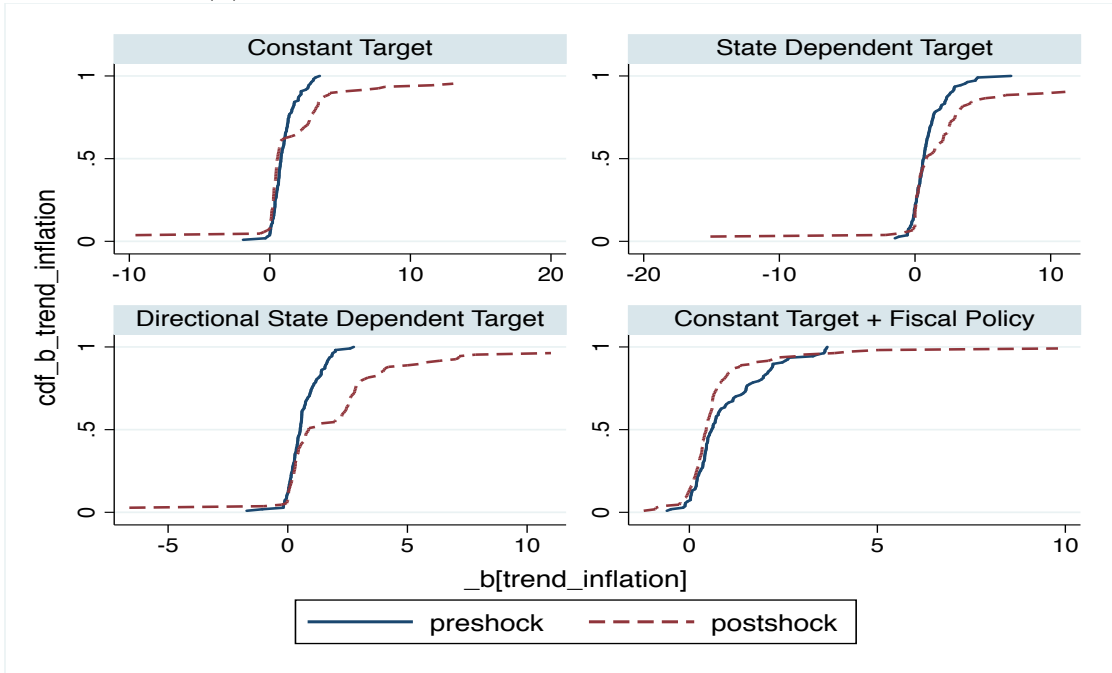 Constant Target
State Dependent Target
1
.5
0
-10 0 10 20
1
.5
0
-20 -10 0 10
Directional State Dependent Target
Constant Target + Fiscal Policy
1
.5
0
-5 0 5 10
1
.5
0
0 5 10
cdf_b_trend_inflation
_b[trend_inflation]
preshock postshock